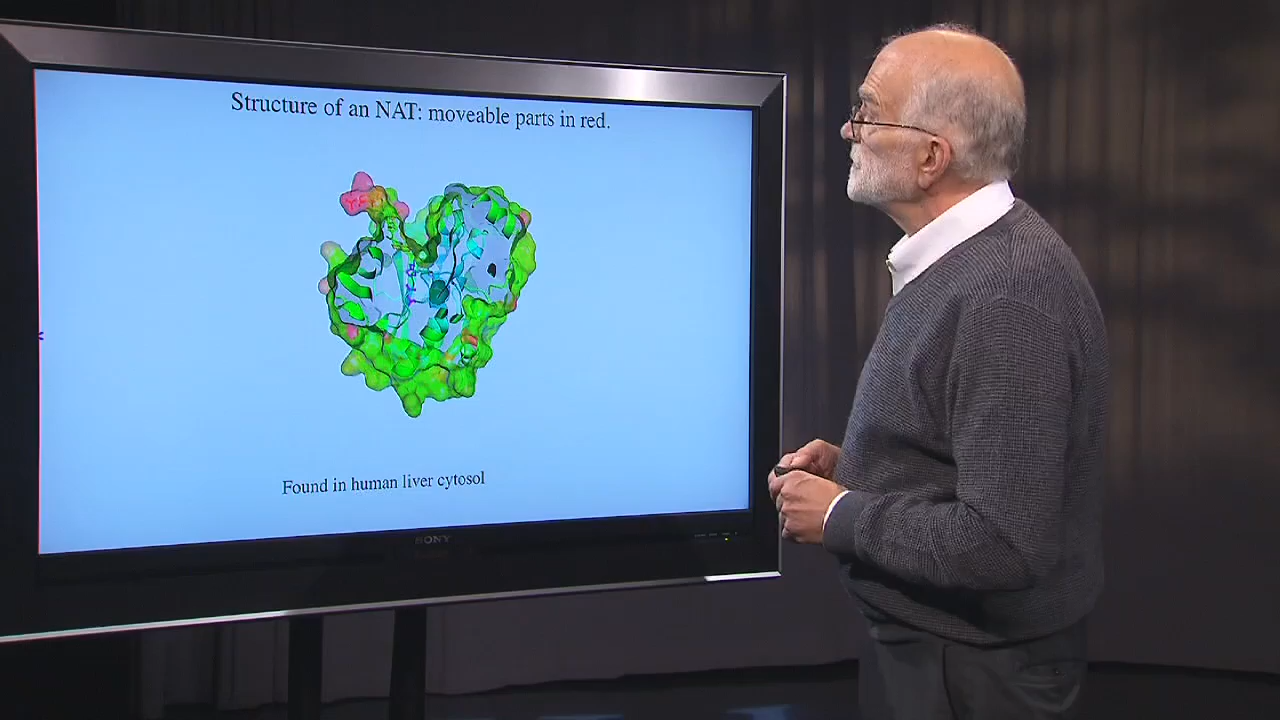 Structure of an NAT: moveable parts in red.
Found in human liver cytosol
SONY